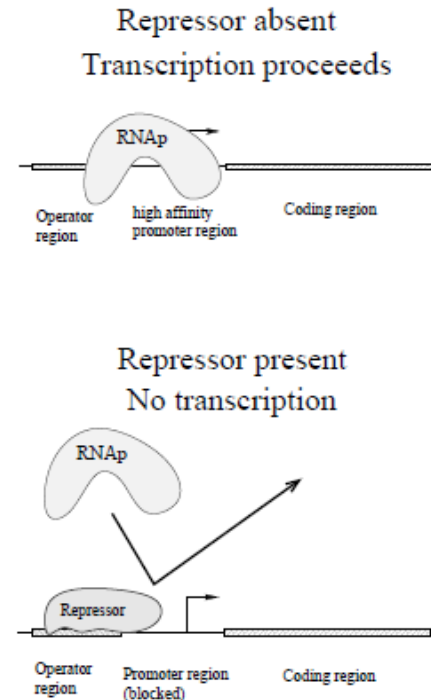 Repressor absent
Transcription proceeeds
RNAp
Operator region
high affinity promoter region
Coding region
Repressor present
No transcription
RNAp
Repressor
Operator region
Promoter region (blocked)
Coding region